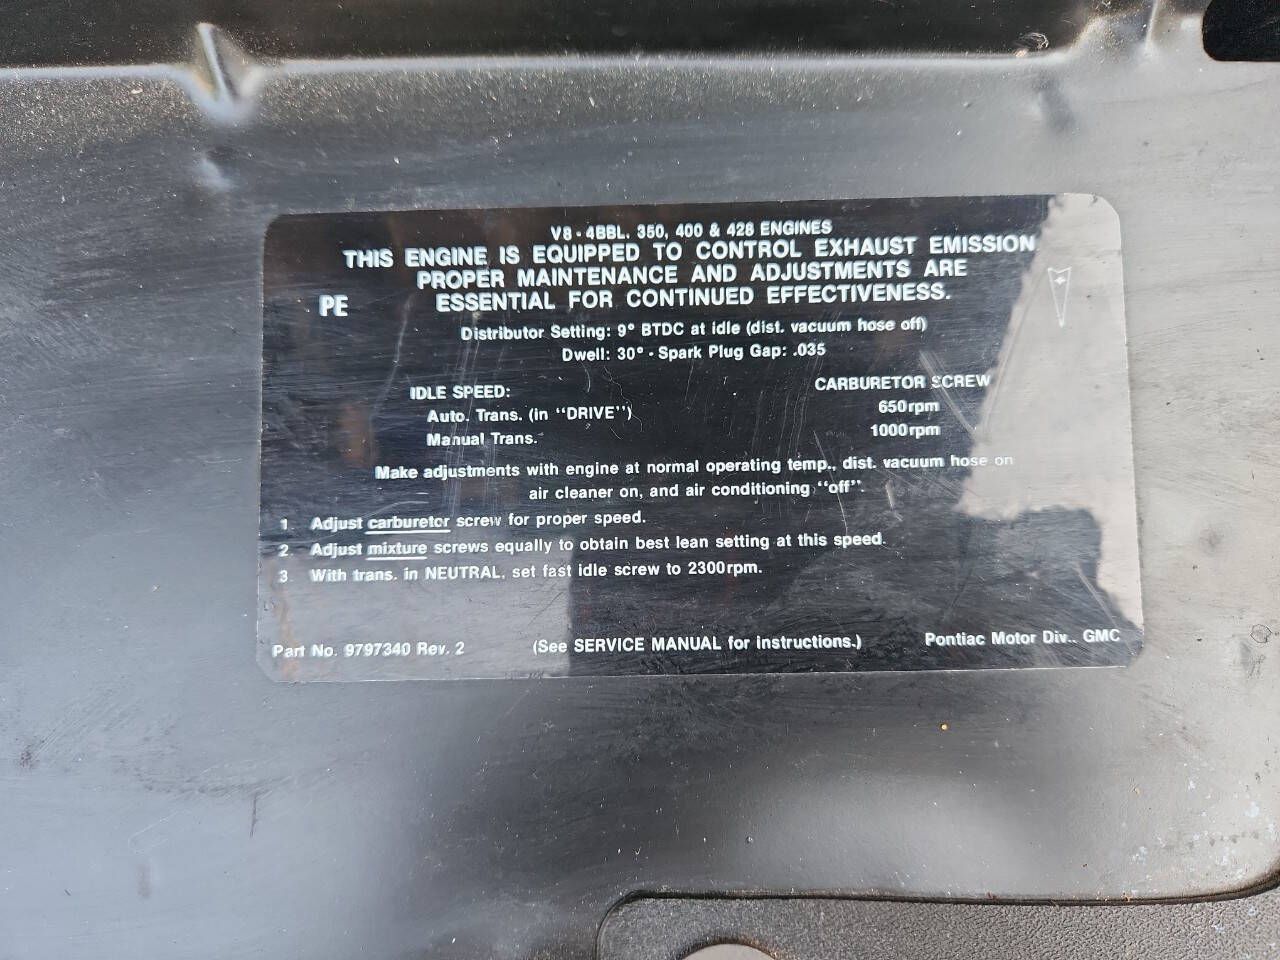 V8 - 4BBL. 350, 400 & 428 ENGINES
THIS ENGINE IS EQUIPPED TO CONTROL EXHAUST EMISSION
PROPER MAINTENANCE AND ADJUSTMENTS ARE
PE ESSENTIAL FOR CONTINUED EFFECTIVENESS.
Distributor Setting: 9° BTDC at idle (dist. vacuum hose off)
Dwell: 30° - Spark Plug Gap: .035
IDLE SPEED: CARBURETOR SCREW
Auto. Trans. (in "DRIVE") 650rpm
Manual Trans. 1000rpm
Make adjustments with engine at normal operating temp., dist. vacuum hose on
air cleaner on, and air conditioning "off".
1. Adjust carburetor screw for proper speed.
2. Adjust mixture screws equally to obtain best lean setting at this speed.
3. With trans. in NEUTRAL, set fast idle screw to 2300rpm.
Part No. 9797340 Rev. 2 (See SERVICE MANUAL for instructions.) Pontiac Motor Div., GMC